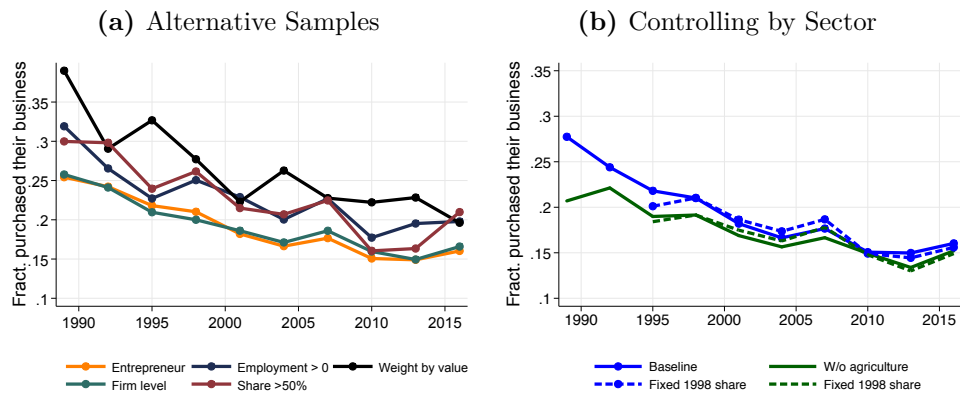 (a) Alternative Samples
Fract. purchased their business
.35
.3
.25
.2
.15
.1
1990 1995 2000 2005 2010 2015
Entrepreneur Employment > 0 Weight by value
Firm level Share >50%
(b) Controlling by Sector
Fract. purchased their business
.35
.3
.25
.2
.15
.1
1990 1995 2000 2005 2010 2015
Baseline W/o agriculture
Fixed 1998 share Fixed 1998 share